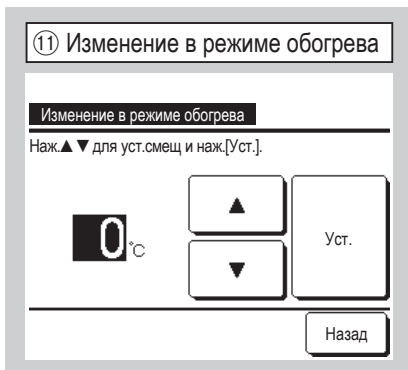 ⑪ Изменение в режиме обогрева
Изменение в режиме обогрева
Наж.▲▼ для уст.смещ и наж.[Уст.].
▲
0°C
Уст.
▼
Назад